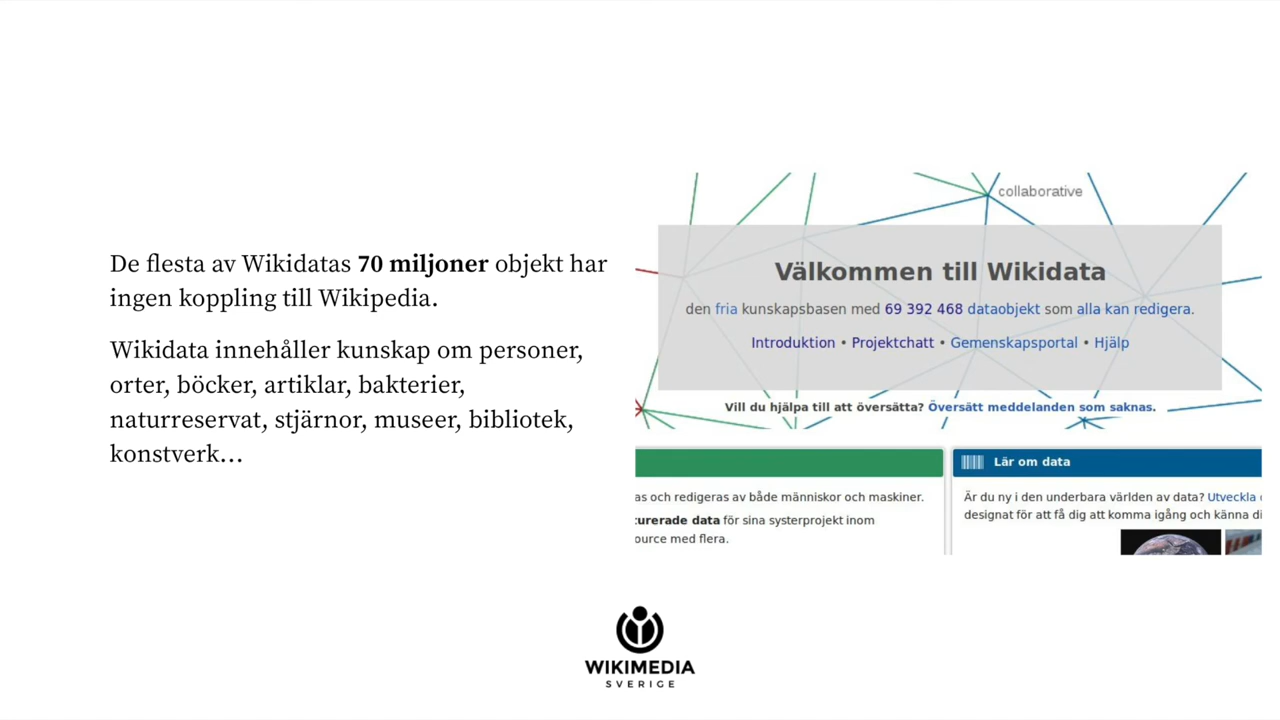 De flesta av Wikidatas 70 miljoner objekt har
ingen koppling till Wikipedia.
Wikidata innehåller kunskap om personer,
orter, böcker, artiklar, bakterier,
naturreservat, stjärnor, museer, bibliotek,
konstverk…
collaborative
Välkommen till Wikidata
den fria kunskapsbasen med 69 392 468 dataobjekt som alla kan redigera.
Introduktion • Projektchatt • Gemenskapsportal • Hjälp
Vill du hjälpa till att översätta? Översätt meddelanden som saknas.
as och redigeras av både människor och maskiner.
turerade data för sina systerprojekt inom
ource med flera.
Lär om data
Är du ny i den underbara världen av data? Utveckla
designat för att få dig att komma igång och känna di
WIKIMEDIA
SVERIGE